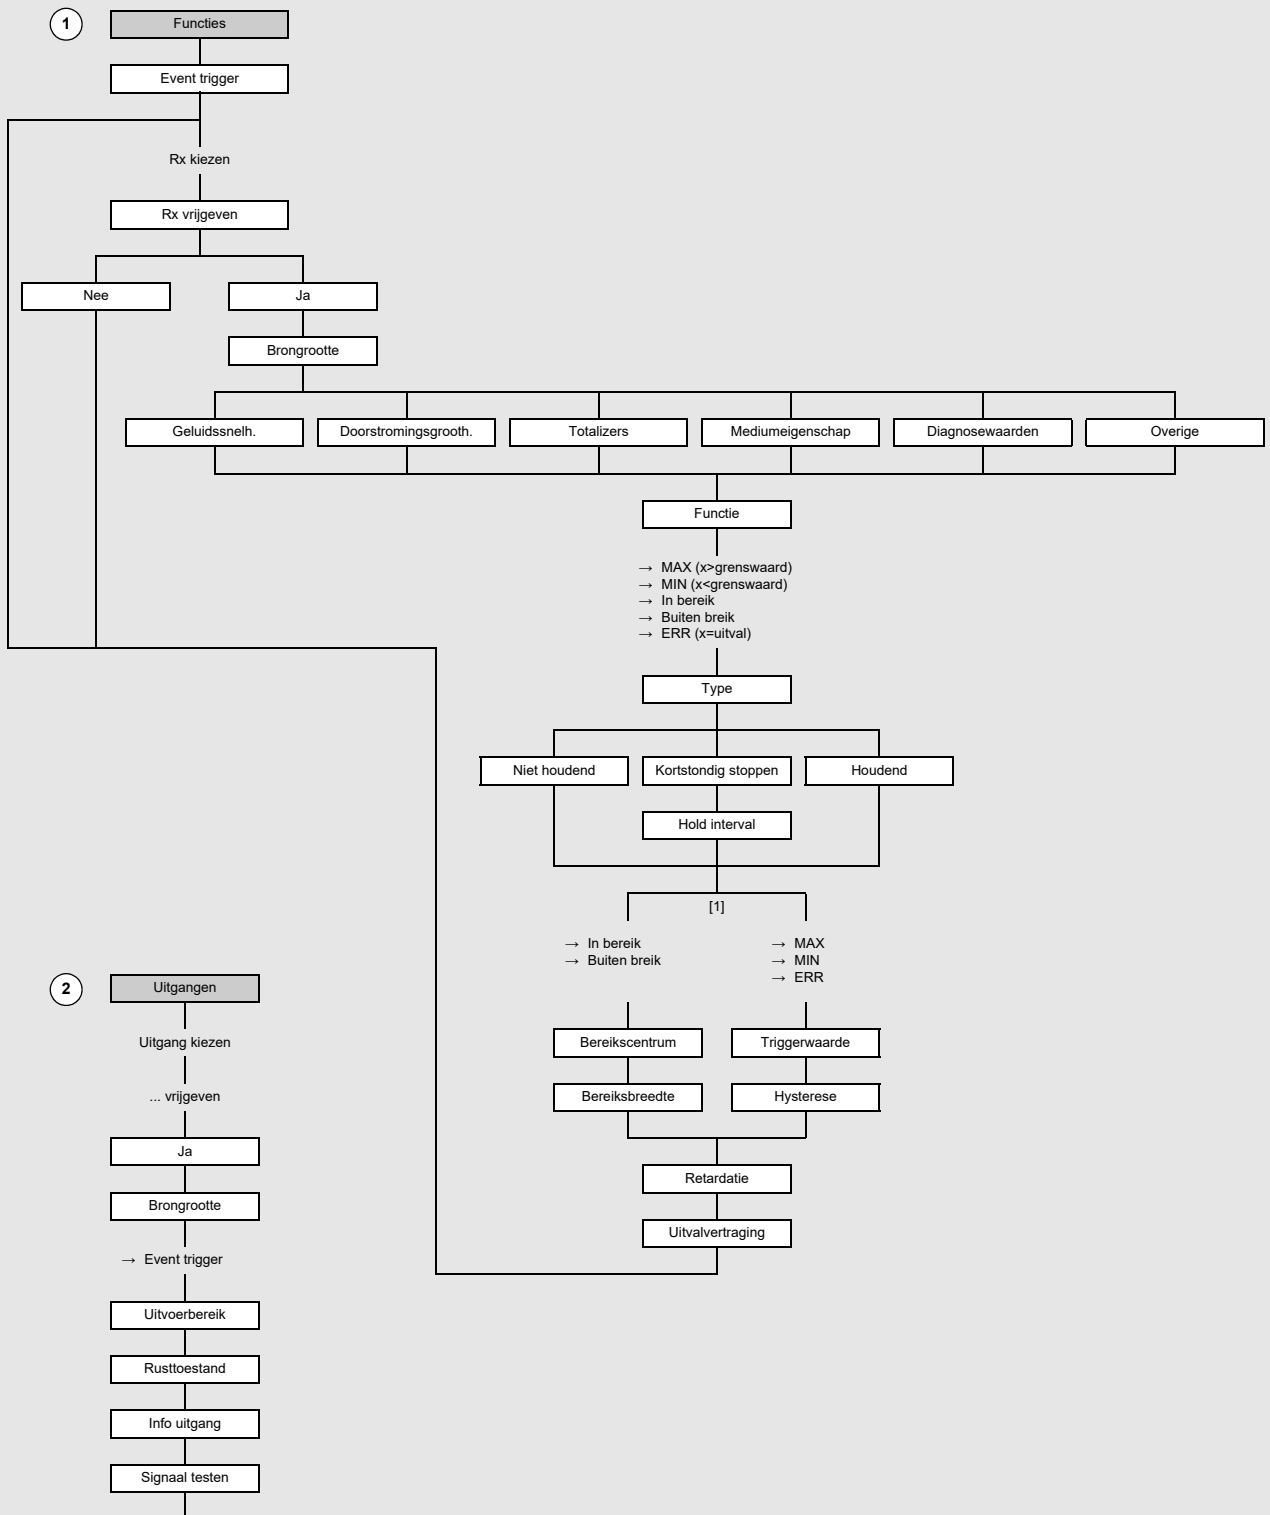 1
Functies
Event trigger
Rx kiezen
Rx vrijgeven
Nee
Ja
Brongrootte
Geluidssnelh.
Doorstromingsgrooth.
Totalizers
Mediumeigenschap
Diagnosewaarden
Overige
Functie
→ MAX (x>grenswaard)
→ MIN (x<grenswaard)
→ In bereik
→ Buiten breik
→ ERR (x=uitval)
Type
Niet houdend
Kortstondig stoppen
Houdend
Hold interval
[1]
→ In bereik
→ Buiten breik
→ MAX
→ MIN
→ ERR
Bereikscentrum
Triggerwaarde
Bereiksbreedte
Hysterese
Retardatie
Uitvalvertraging
2
Uitgangen
Uitgang kiezen
... vrijgeven
Ja
Brongrootte
→ Event trigger
Uitvoerbereik
Rusttoestand
Info uitgang
Signaal testen